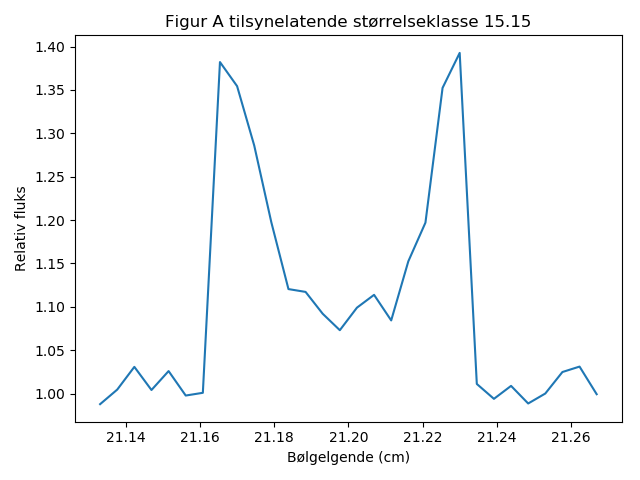 Figur A tilsynelatende størrelseklasse 15.15
1.40
1.35
1.30
1.25
1.20
1.15
1.10
1.05
1.00
Relativ fluks
21.14 21.16 21.18 21.20 21.22 21.24 21.26
Bølgelgende (cm)